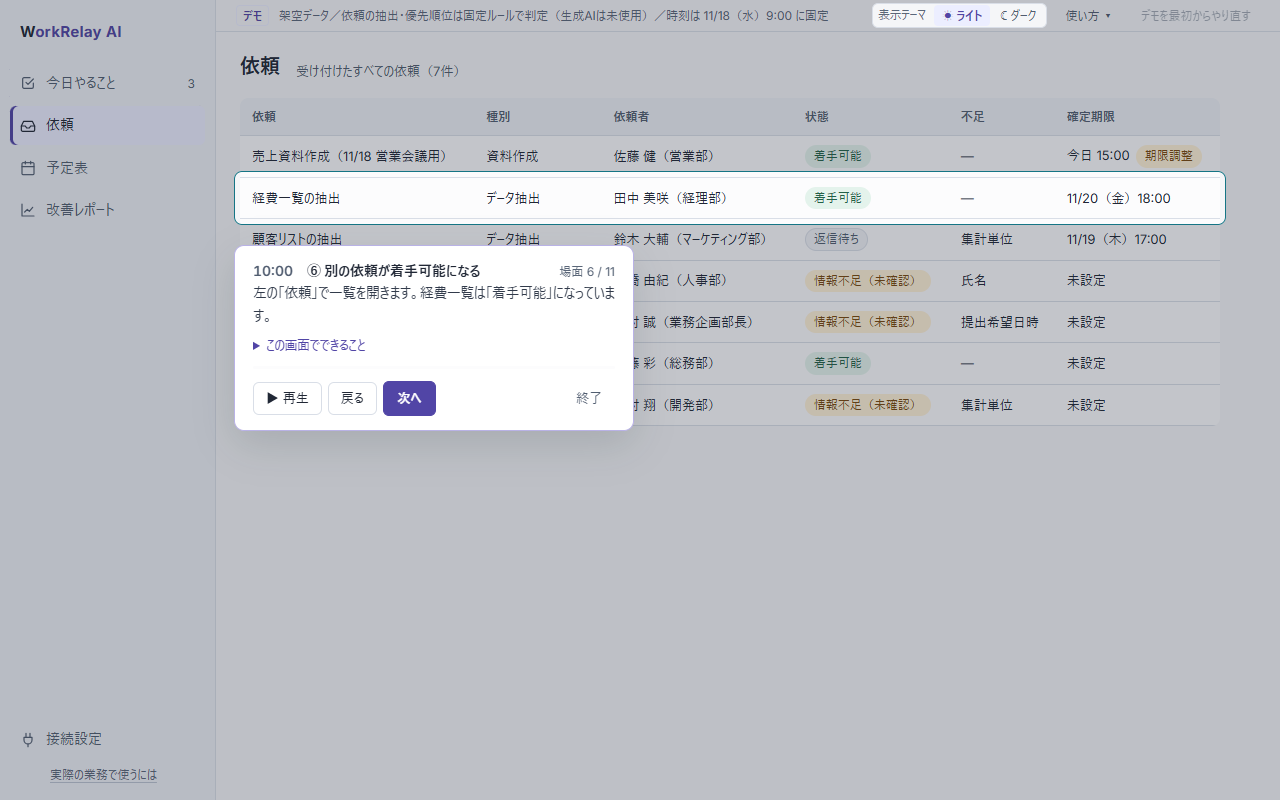 WorkRelay AI
今日やること 3
依頼
予定表
改善レポート
接続設定
実際の業務で使うには
デモ 架空データ／依頼の抽出・優先順位は固定ルールで判定（生成AIは未使用）／時刻は 11/18（水）9:00 に固定
表示テーマ ライト ダーク
使い方 ▾
デモを最初からやり直す
依頼 受け付けたすべての依頼（7件）
依頼 種別 依頼者 状態 不足 確定期限
売上資料作成（11/18 営業会議用） 資料作成 佐藤 健（営業部） 着手可能 — 今日 15:00 期限調整
経費一覧の抽出 データ抽出 田中 美咲（経理部） 着手可能 — 11/20（金）18:00
顧客リストの抽出 データ抽出 鈴木 大輔（マーケティング部） 返信待ち 集計単位 11/19（木）17:00
由紀（人事部） 情報不足（未確認） 氏名 未設定
誠（業務企画部長） 情報不足（未確認） 提出希望日時 未設定
彩（総務部） 着手可能 — 未設定
翔（開発部） 情報不足（未確認） 集計単位 未設定
10:00 ⑥ 別の依頼が着手可能になる 場面 6 / 11
左の「依頼」で一覧を開きます。経費一覧は「着手可能」になっていま
す。
▶ この画面でできること
▶ 再生 戻る 次へ 終了